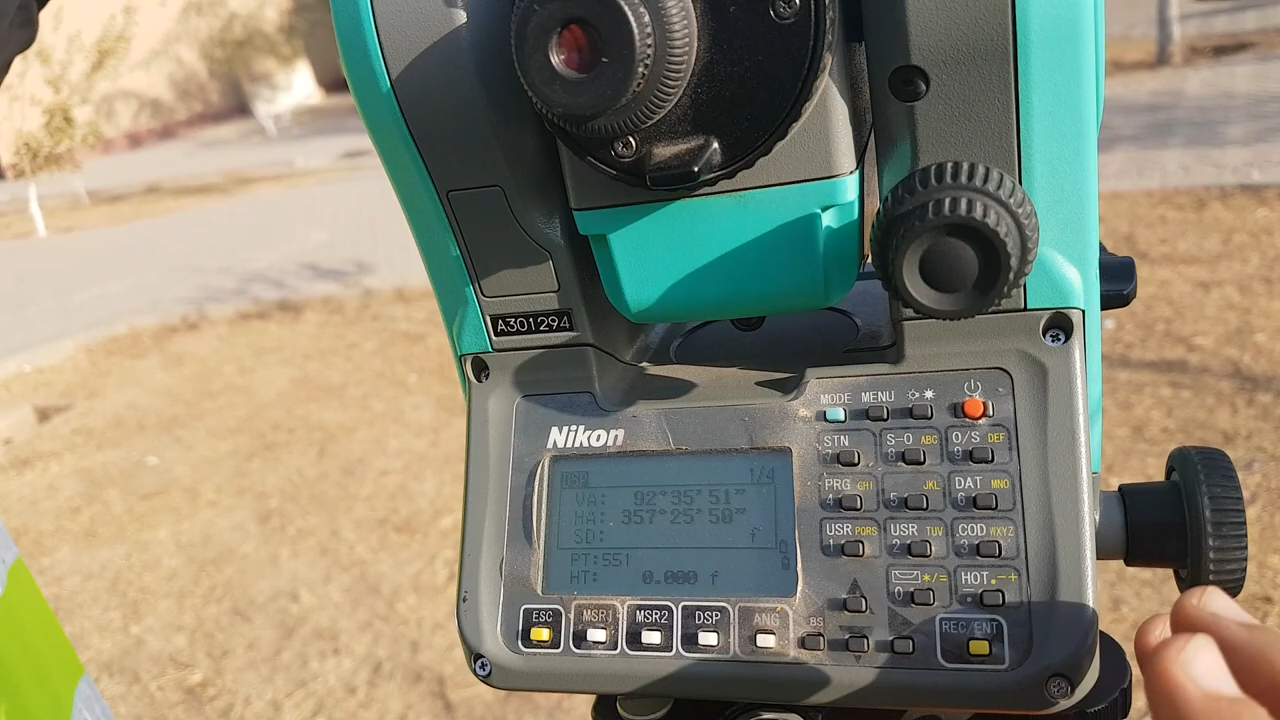 A301294
Nikon
MODE MENU
STN S-O ABC O/S DEF
7 8 9
PRG GHI JKL DAT MNO
4 5 6
USR PQRS USR TUV COD WXYZ
1 2 3
*/= HOT .-+
0
DSP 1/4
VA: 92°35'51"
HA: 357°25'50"
SD: f
PT:551
HT: 0.000 f
ESC MSR1 MSR2 DSP ANG BS REC/ENT